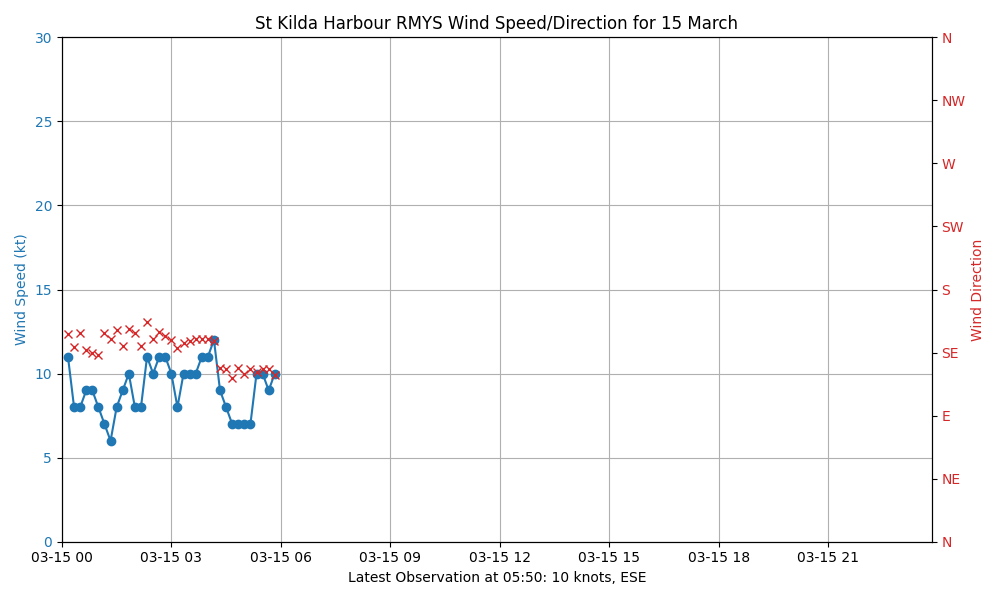 St Kilda Harbour RMYS Wind Speed/Direction for 15 March
30
25
20
15
10
5
0
Wind Speed (kt)
N
NW
W
SW
S
SE
E
NE
N
Wind Direction
03-15 00 03-15 03 03-15 06 03-15 09 03-15 12 03-15 15 03-15 18 03-15 21
Latest Observation at 05:50: 10 knots, ESE